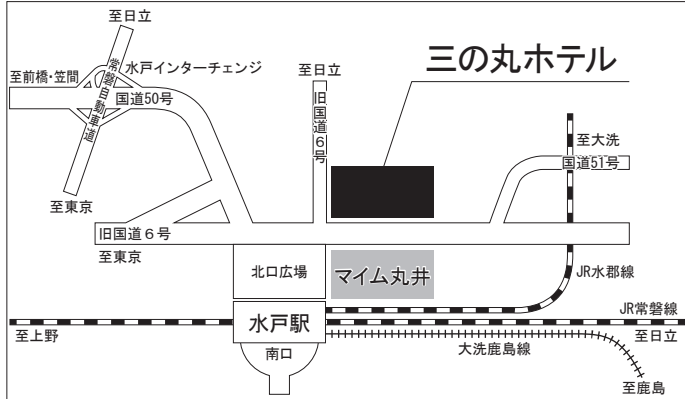 至日立
水戸インターチェンジ
至前橋・笠間
国道50号
常磐自動車道
至東京
至日立
旧国道6号
三の丸ホテル
至大洗
国道51号
旧国道6号
至東京
北口広場
マイム丸井
JR水郡線
水戸駅
JR常磐線
至上野
至日立
南口
大洗鹿島線
至鹿島